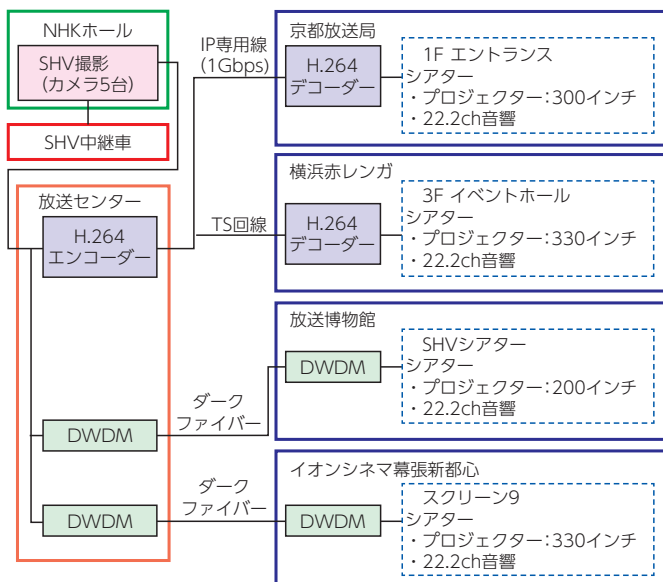 NHKホール
SHV撮影
(カメラ5台)
SHV中継車
放送センター
H.264
エンコーダー
DWDM
DWDM
IP専用線
(1Gbps)
TS回線
ダーク
ファイバー
ダーク
ファイバー
京都放送局
H.264
デコーダー
1F エントランス
シアター
・プロジェクター:300インチ
・22.2ch音響
横浜赤レンガ
H.264
デコーダー
3F イベントホール
シアター
・プロジェクター:330インチ
・22.2ch音響
放送博物館
DWDM
SHVシアター
シアター
・プロジェクター:200インチ
・22.2ch音響
イオンシネマ幕張新都心
DWDM
スクリーン9
シアター
・プロジェクター:330インチ
・22.2ch音響